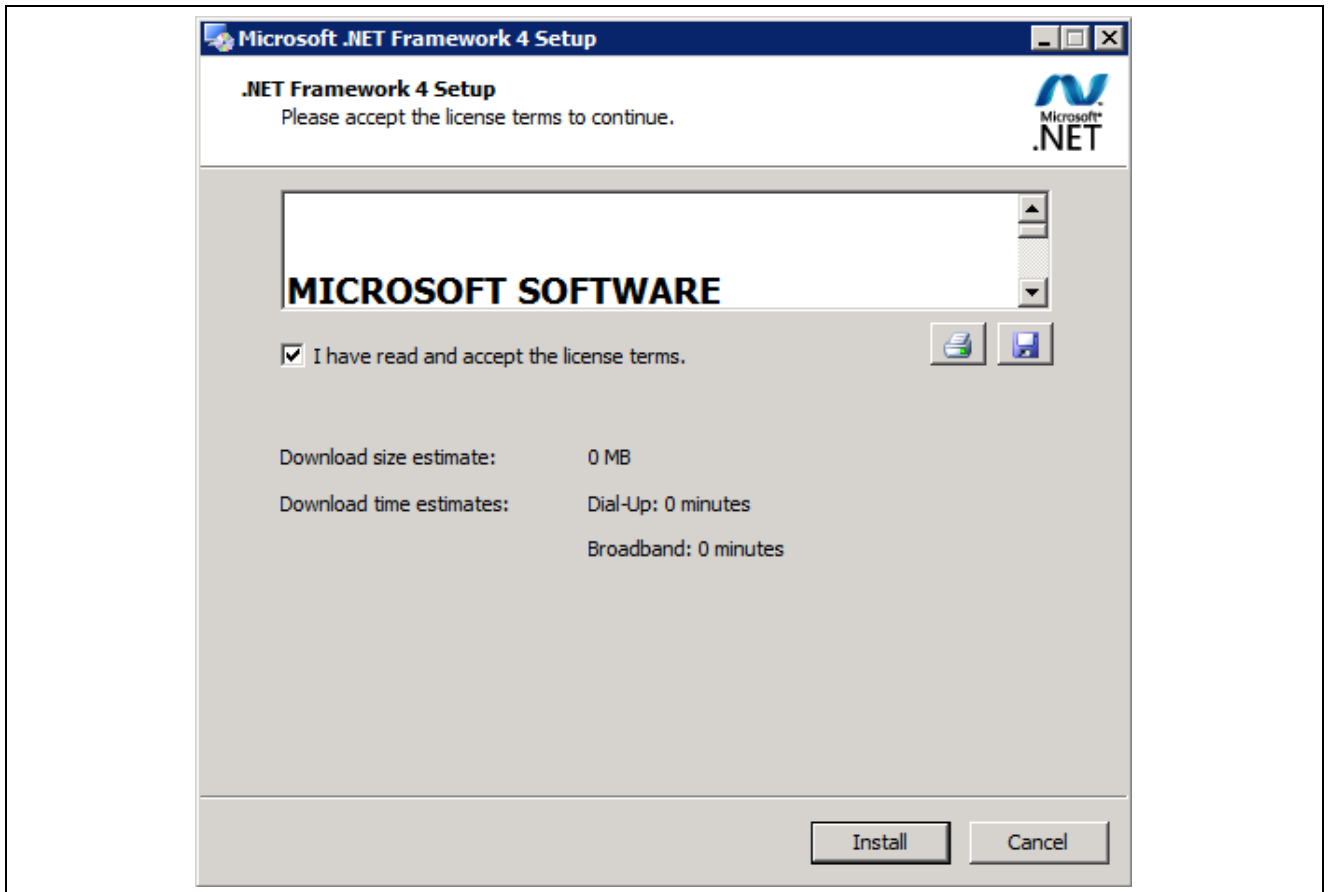 Microsoft .NET Framework 4 Setup
.NET Framework 4 Setup
Please accept the license terms to continue.
Microsoft®
.NET
MICROSOFT SOFTWARE
I have read and accept the license terms.
Download size estimate: 0 MB
Download time estimates: Dial-Up: 0 minutes
Broadband: 0 minutes
Install Cancel